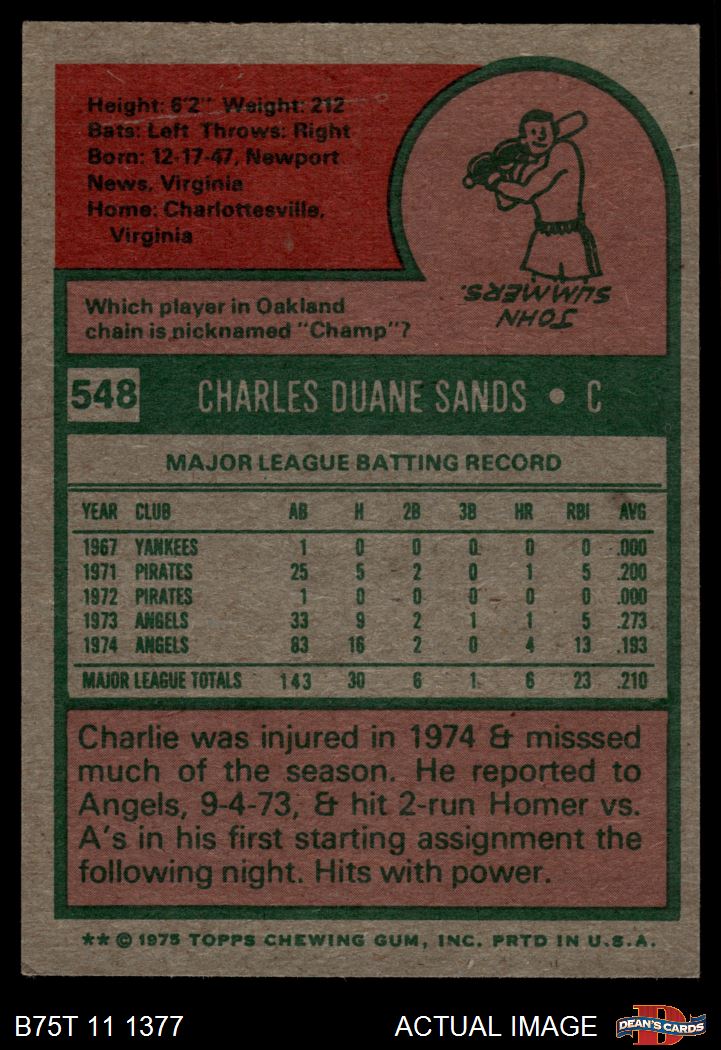 Height: 6'2" Weight: 212
Bats: Left Throws: Right
Born: 12-17-47, Newport
News, Virginia
Home: Charlottesville,
Virginia
Which player in Oakland
chain is nicknamed "Champ"?
JOHN
SUMMERS.
548 CHARLES DUANE SANDS • C
MAJOR LEAGUE BATTING RECORD
YEAR CLUB AB H 2B 3B HR RBI AVG
1967 YANKEES 1 0 0 0 0 0 .000
1971 PIRATES 25 5 2 0 1 5 .200
1972 PIRATES 1 0 0 0 0 0 .000
1973 ANGELS 33 9 2 1 1 5 .273
1974 ANGELS 83 16 2 0 4 13 .193
MAJOR LEAGUE TOTALS 143 30 6 1 6 23 .210
Charlie was injured in 1974 & misssed
much of the season. He reported to
Angels, 9-4-73, & hit 2-run Homer vs.
A's in his first starting assignment the
following night. Hits with power.
** © 1975 TOPPS CHEWING GUM, INC. PRTD IN U.S.A.
B75T 11 1377 ACTUAL IMAGE D DEAN'S CARDS